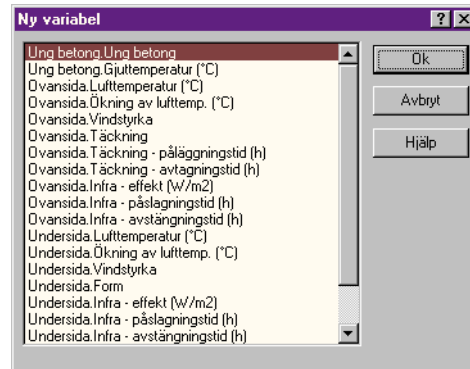 Ny variabel
Ung betong.Ung betong
Ung betong.Gjuttemperatur (°C)
Ovansida.Lufttemperatur (°C)
Ovansida.Ökning av lufttemp. (°C)
Ovansida.Vindstyrka
Ovansida.Täckning
Ovansida.Täckning - påläggningstid (h)
Ovansida.Täckning - avtagningstid (h)
Ovansida.Infra - effekt (W/m2)
Ovansida.Infra - påslagningstid (h)
Ovansida.Infra - avstängningstid (h)
Undersida.Lufttemperatur (°C)
Undersida.Ökning av lufttemp. (°C)
Undersida.Vindstyrka
Undersida.Form
Undersida.Infra - effekt (W/m2)
Undersida.Infra - påslagningstid (h)
Undersida.Infra - avstängningstid (h)
Ok
Avbryt
Hjälp